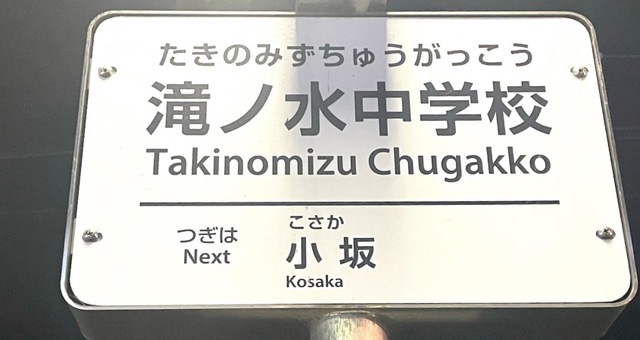 たきのみずちゅうがっこう
滝ノ水中学校
Takinomizu Chugakko
つぎは
Next
こさか
小坂
Kosaka